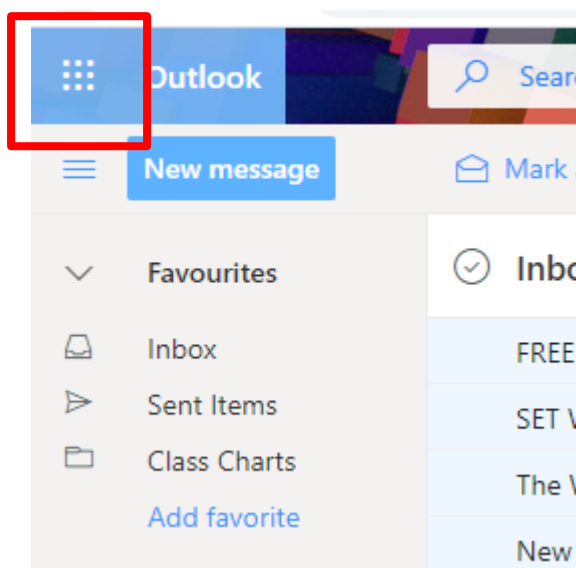 Outlook
Sear
New message
Mark
Favourites
Inbo
Inbox
FREE
Sent Items
SET
Class Charts
The
Add favorite
New